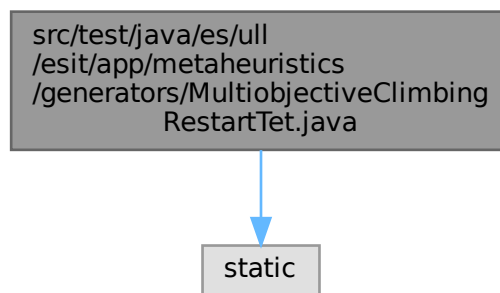 src/test/java/es/ull
/esit/app/metaheuristics
/generators/MultiobjectiveClimbing
RestartTet.java
static